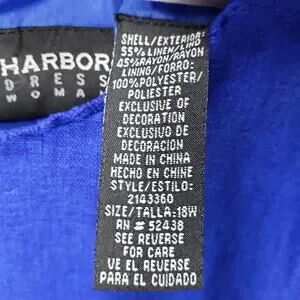 HARBOR
DRESS
WOMAN
SHELL/EXTERIOR:
55% LINEN/LINO
45%RAYON/RAYON
LINING/FORRO:
100%POLYESTER/
POLIESTER
EXCLUSIVE OF
DECORATION
EXCLUSIVO DE
DECORACION
MADE IN CHINA
HECHO EN CHINE
STYLE/ESTILO:
2143360
SIZE/TALLA:18W
RN # 52438
SEE REVERSE
FOR CARE
VE EL REVERSE
PARA EL CUIDADO